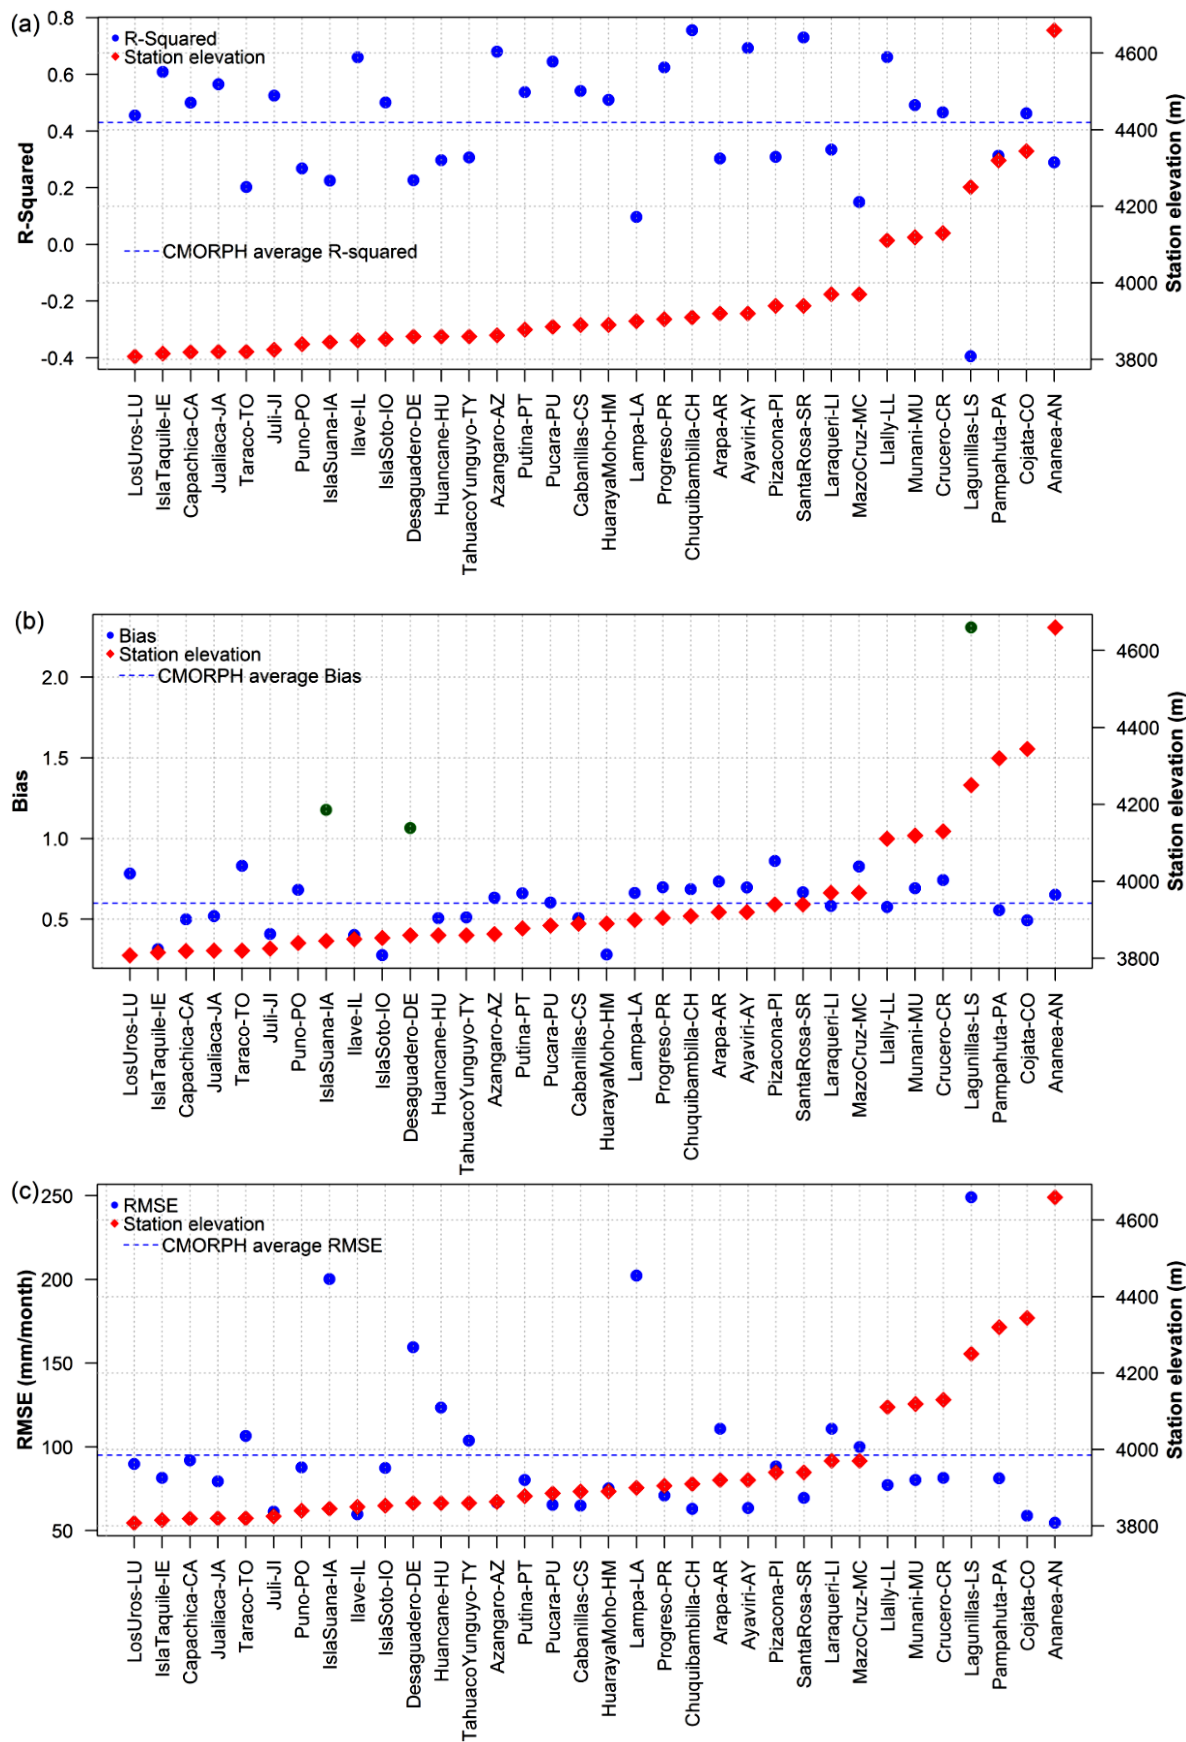 (a)
R-Squared
Station elevation
CMORPH average R-squared
R-Squared
0.8
0.6
0.4
0.2
0.0
-0.2
-0.4
4600
4400
4200
4000
3800
Station elevation (m)
LosUros-LU
IslaTaquile-IE
Capachica-CA
Jualiaca-JA
Taraco-TO
Juli-JI
Puno-PO
IslaSuana-IA
Ilave-IL
IslaSoto-IO
Desaguadero-DE
Huancane-HU
TahuacoYunguyo-TY
Azangaro-AZ
Putina-PT
Pucara-PU
Cabanillas-CS
HuarayaMoho-HM
Lampa-LA
Progreso-PR
Chuquibambilla-CH
Arapa-AR
Ayaviri-AY
Pizacona-PI
SantaRosa-SR
Laraqueri-LI
MazoCruz-MC
Llally-LL
Munani-MU
Crucero-CR
Lagunillas-LS
Pampahuta-PA
Cojata-CO
Ananea-AN
(b)
Bias
Station elevation
CMORPH average Bias
Bias
2.0
1.5
1.0
0.5
4600
4400
4200
4000
3800
Station elevation (m)
LosUros-LU
IslaTaquile-IE
Capachica-CA
Jualiaca-JA
Taraco-TO
Juli-JI
Puno-PO
IslaSuana-IA
Ilave-IL
IslaSoto-IO
Desaguadero-DE
Huancane-HU
TahuacoYunguyo-TY
Azangaro-AZ
Putina-PT
Pucara-PU
Cabanillas-CS
HuarayaMoho-HM
Lampa-LA
Progreso-PR
Chuquibambilla-CH
Arapa-AR
Ayaviri-AY
Pizacona-PI
SantaRosa-SR
Laraqueri-LI
MazoCruz-MC
Llally-LL
Munani-MU
Crucero-CR
Lagunillas-LS
Pampahuta-PA
Cojata-CO
Ananea-AN
(c)
RMSE
Station elevation
CMORPH average RMSE
RMSE (mm/month)
250
200
150
100
50
4600
4400
4200
4000
3800
Station elevation (m)
LosUros-LU
IslaTaquile-IE
Capachica-CA
Jualiaca-JA
Taraco-TO
Juli-JI
Puno-PO
IslaSuana-IA
Ilave-IL
IslaSoto-IO
Desaguadero-DE
Huancane-HU
TahuacoYunguyo-TY
Azangaro-AZ
Putina-PT
Pucara-PU
Cabanillas-CS
HuarayaMoho-HM
Lampa-LA
Progreso-PR
Chuquibambilla-CH
Arapa-AR
Ayaviri-AY
Pizacona-PI
SantaRosa-SR
Laraqueri-LI
MazoCruz-MC
Llally-LL
Munani-MU
Crucero-CR
Lagunillas-LS
Pampahuta-PA
Cojata-CO
Ananea-AN